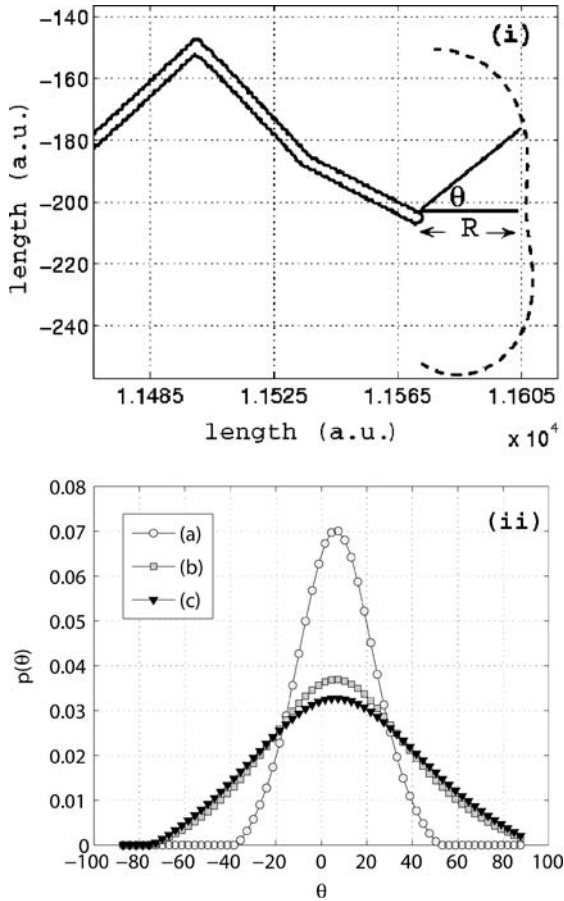 −140
(i)
−160
−180
θ
−200
R
−220
−240
length (a.u.)
1.1485 1.1525 1.1565 1.1605
length (a.u.)
x 10⁴
0.08
(ii)
0.07
(a)
0.06
(b)
0.05
(c)
0.04
0.03
0.02
0.01
0
p(θ)
−100 −80 −60 −40 −20 0 20 40 60 80 100
θ